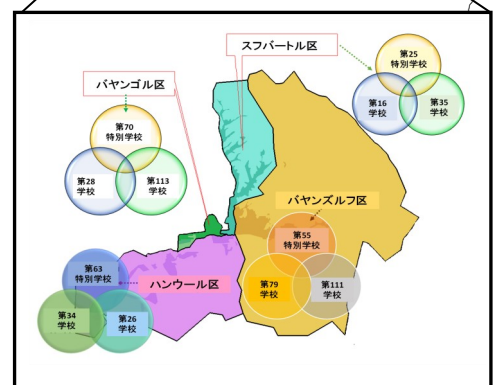 スフバートル区
第25
特別学校
第16
学校
第35
学校
バヤンゴル区
第70
特別学校
第28
学校
第113
学校
バヤンズルフ区
第55
特別学校
第79
学校
第111
学校
第63
特別学校
ハンウール区
第34
学校
第26
学校